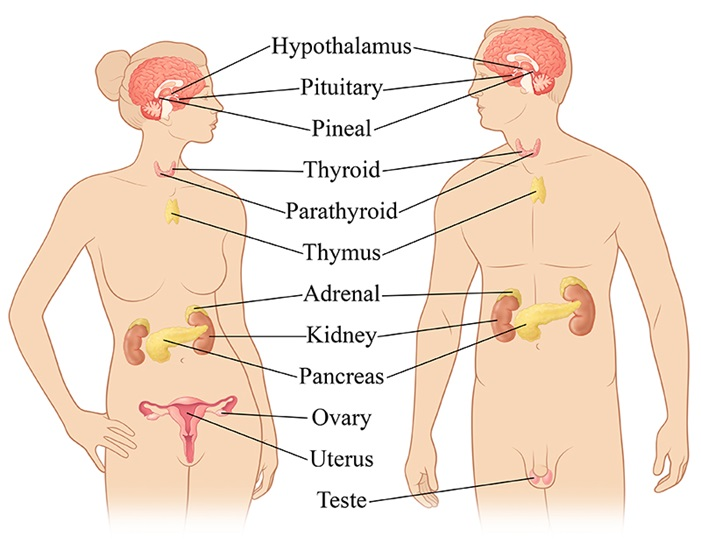 Hypothalamus
Pituitary
Pineal
Thyroid
Parathyroid
Thymus
Adrenal
Kidney
Pancreas
Ovary
Uterus
Teste